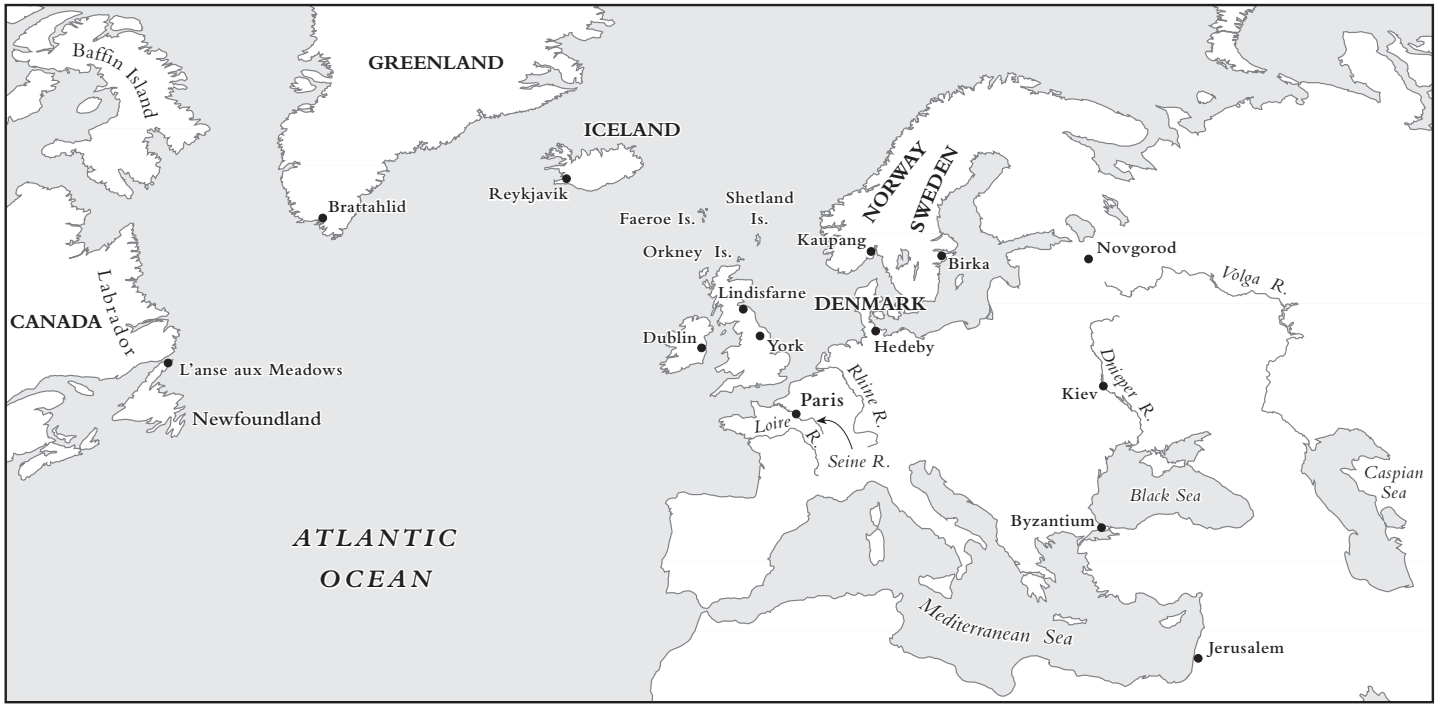 Baffin Island
GREENLAND
ICELAND
Reykjavík
Brattahlid
Faeroe Is.
Shetland
Is.
Orkney Is.
NORWAY
SWEDEN
Kaupang
Birka
Novgorod
Volga R.
Labrador
CANADA
L'anse aux Meadows
Newfoundland
Lindisfarne
DENMARK
Dublin
York
Hedeby
Rhine R.
Paris
Loire R.
Seine R.
Dnieper R.
Kiev
Caspian
Sea
Black Sea
Byzantium
ATLANTIC
OCEAN
Mediterranean Sea
Jerusalem